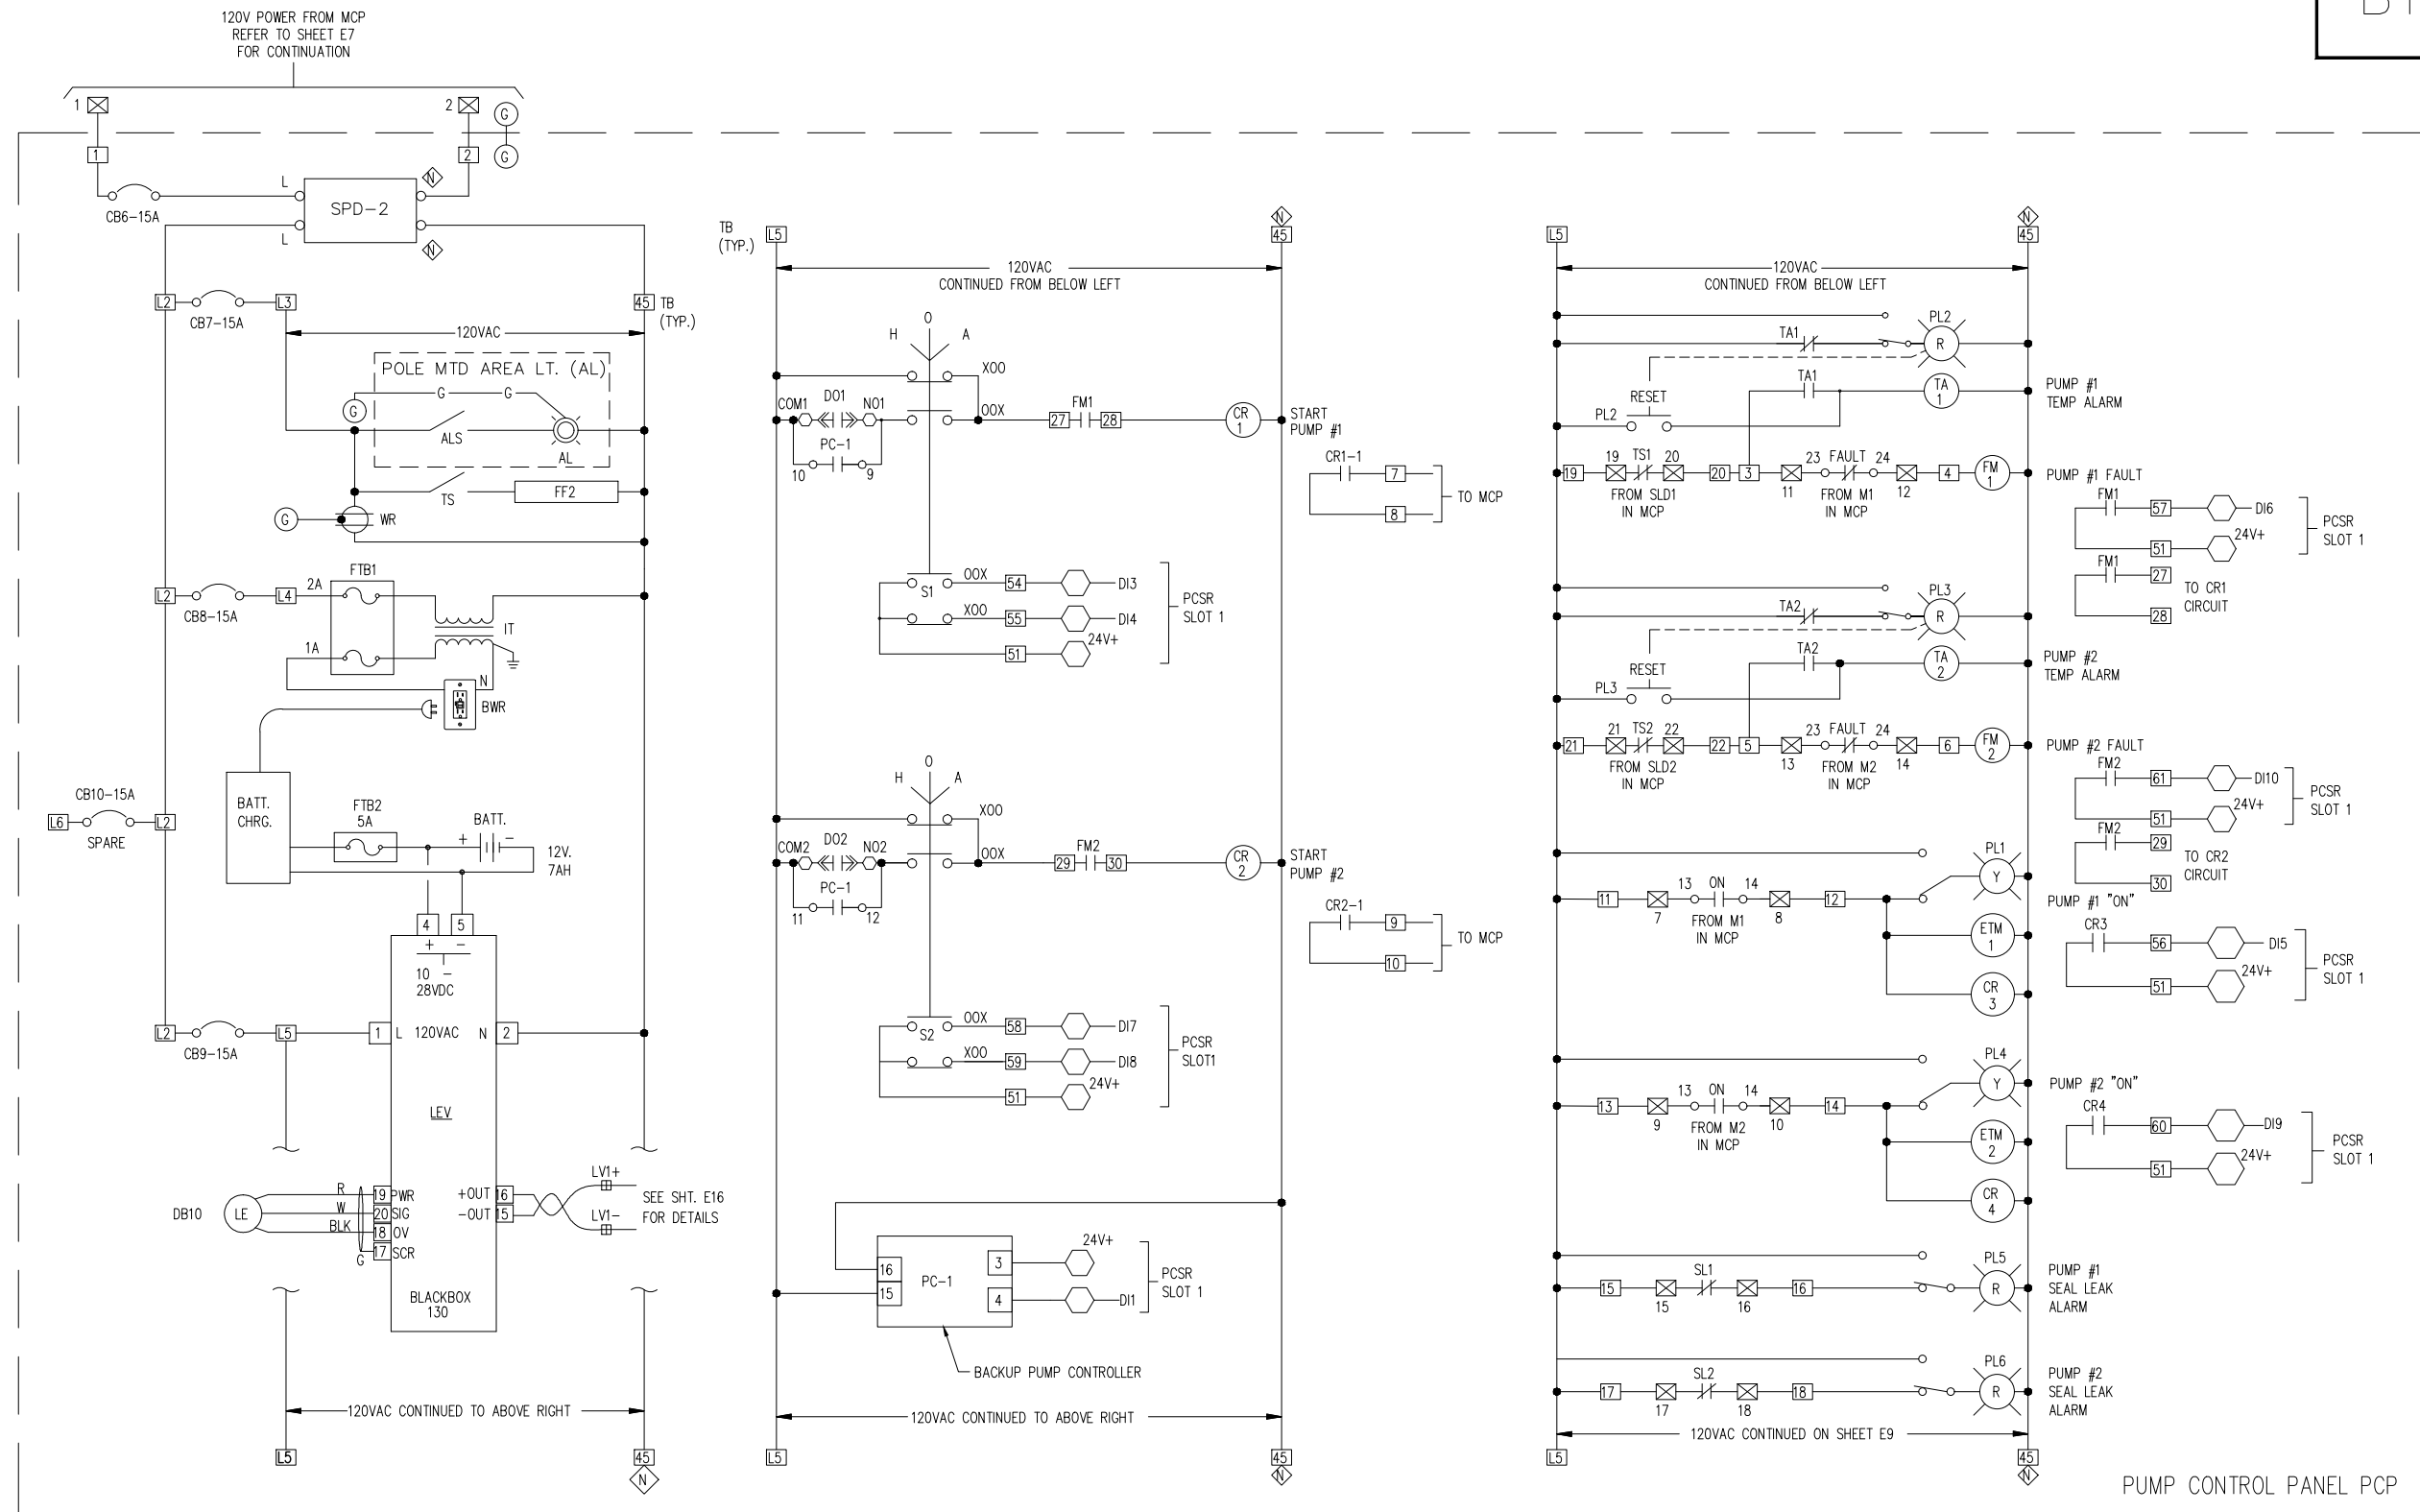 120V POWER FROM MCP
REFER TO SHEET E7
FOR CONTINUATION
1
2
G
1
2
G
CB6-15A
L
L
SPD-2
N
N
L2
CB7-15A
L3
45
TB
(TYP.)
120VAC
POLE MTD AREA LT. (AL)
G
G
G
ALS
AL
TS
FF2
G
WR
L2
CB8-15A
L4
FTB1
2A
1A
IT
N
BWR
CB10-15A
L6
SPARE
L2
BATT.
CHRG.
FTB2
5A
BATT.
+
-
12V.
7AH
4
5
+
-
10 -
28VDC
L2
CB9-15A
L5
1
L 120VAC N
2
LEV
DB10
LE
R
W
BLK
G
19
PWR
20
SIG
18
OV
17
SCR
+OUT
16
-OUT
15
LV1+
LV1-
SEE SHT. E16
FOR DETAILS
BLACKBOX
130
120VAC CONTINUED TO ABOVE RIGHT
L5
45
N
TB
(TYP.)
L5
N
45
120VAC
CONTINUED FROM BELOW LEFT
H
O
A
XOO
OOX
COM1
DO1
NO1
PC-1
10
9
27
FM1
28
CR
1
START
PUMP #1
CR1-1
7
8
TO MCP
S1
OOX
54
DI3
XOO
55
DI4
51
24V+
PCSR
SLOT 1
H
O
A
XOO
OOX
COM2
DO2
NO2
PC-1
11
12
29
FM2
30
CR
2
START
PUMP #2
CR2-1
9
10
TO MCP
S2
OOX
58
DI7
XOO
59
DI8
51
24V+
PCSR
SLOT1
16
15
PC-1
3
4
24V+
DI1
PCSR
SLOT 1
BACKUP PUMP CONTROLLER
120VAC CONTINUED TO ABOVE RIGHT
L5
45
N
L5
N
45
120VAC
CONTINUED FROM BELOW LEFT
PL2
TA1
R
TA1
TA
1
PUMP #1
TEMP ALARM
RESET
PL2
19
19
TS1
20
20
3
FROM SLD1
IN MCP
11
23 FAULT 24
FROM M1
IN MCP
12
4
FM
1
PUMP #1 FAULT
FM1
57
DI6
51
24V+
PCSR
SLOT 1
FM1
27
28
TO CR1
CIRCUIT
PL3
TA2
R
TA2
TA
2
PUMP #2
TEMP ALARM
RESET
PL3
21
21
TS2
22
22
5
FROM SLD2
IN MCP
13
23 FAULT 24
FROM M2
IN MCP
14
6
FM
2
PUMP #2 FAULT
FM2
61
DI10
51
24V+
PCSR
SLOT 1
FM2
29
30
TO CR2
CIRCUIT
PL1
Y
11
7
13 ON 14
FROM M1
IN MCP
8
12
PUMP #1 "ON"
ETM
1
CR
3
CR3
56
DI5
51
24V+
PCSR
SLOT 1
PL4
Y
13
9
13 ON 14
FROM M2
IN MCP
10
14
PUMP #2 "ON"
ETM
2
CR
4
CR4
60
DI9
51
24V+
PCSR
SLOT 1
PL5
R
15
15
SL1
16
16
PUMP #1
SEAL LEAK
ALARM
PL6
R
17
17
SL2
18
18
PUMP #2
SEAL LEAK
ALARM
120VAC CONTINUED ON SHEET E9
L5
45
N
PUMP CONTROL PANEL PCP